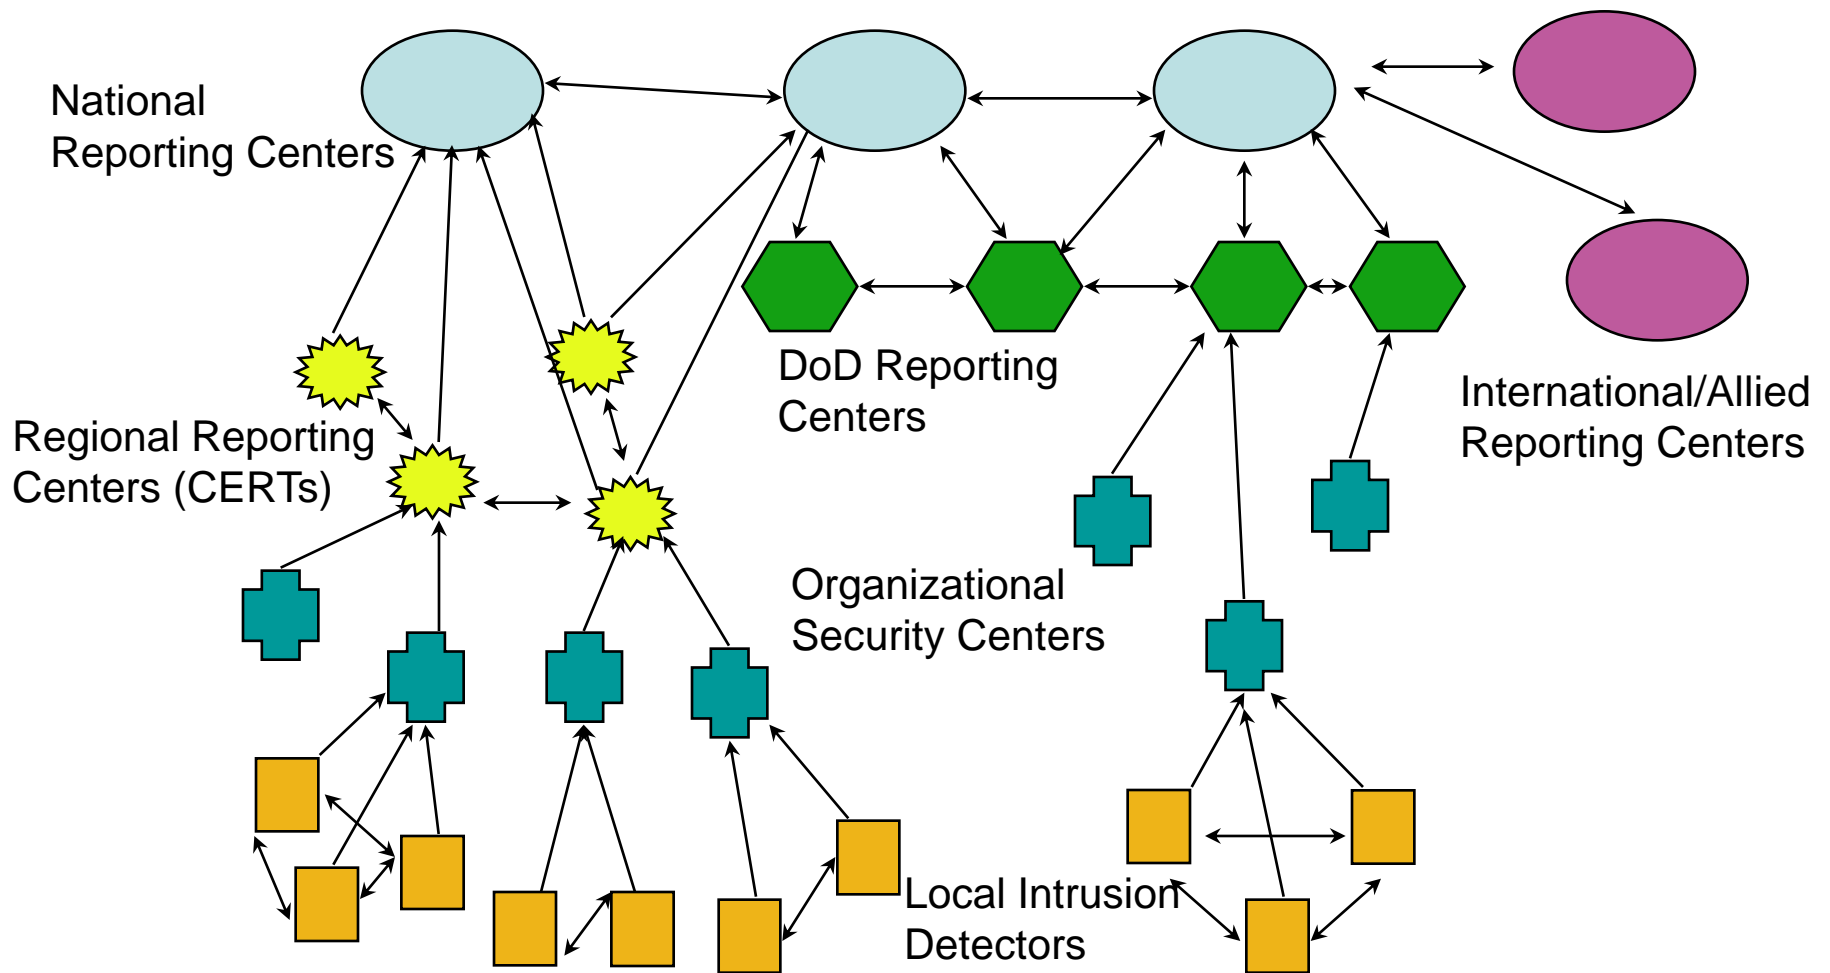 National
Reporting Centers
DoD Reporting
Centers
International/Allied
Reporting Centers
Regional Reporting
Centers (CERTs)
Organizational
Security Centers
Local Intrusion
Detectors